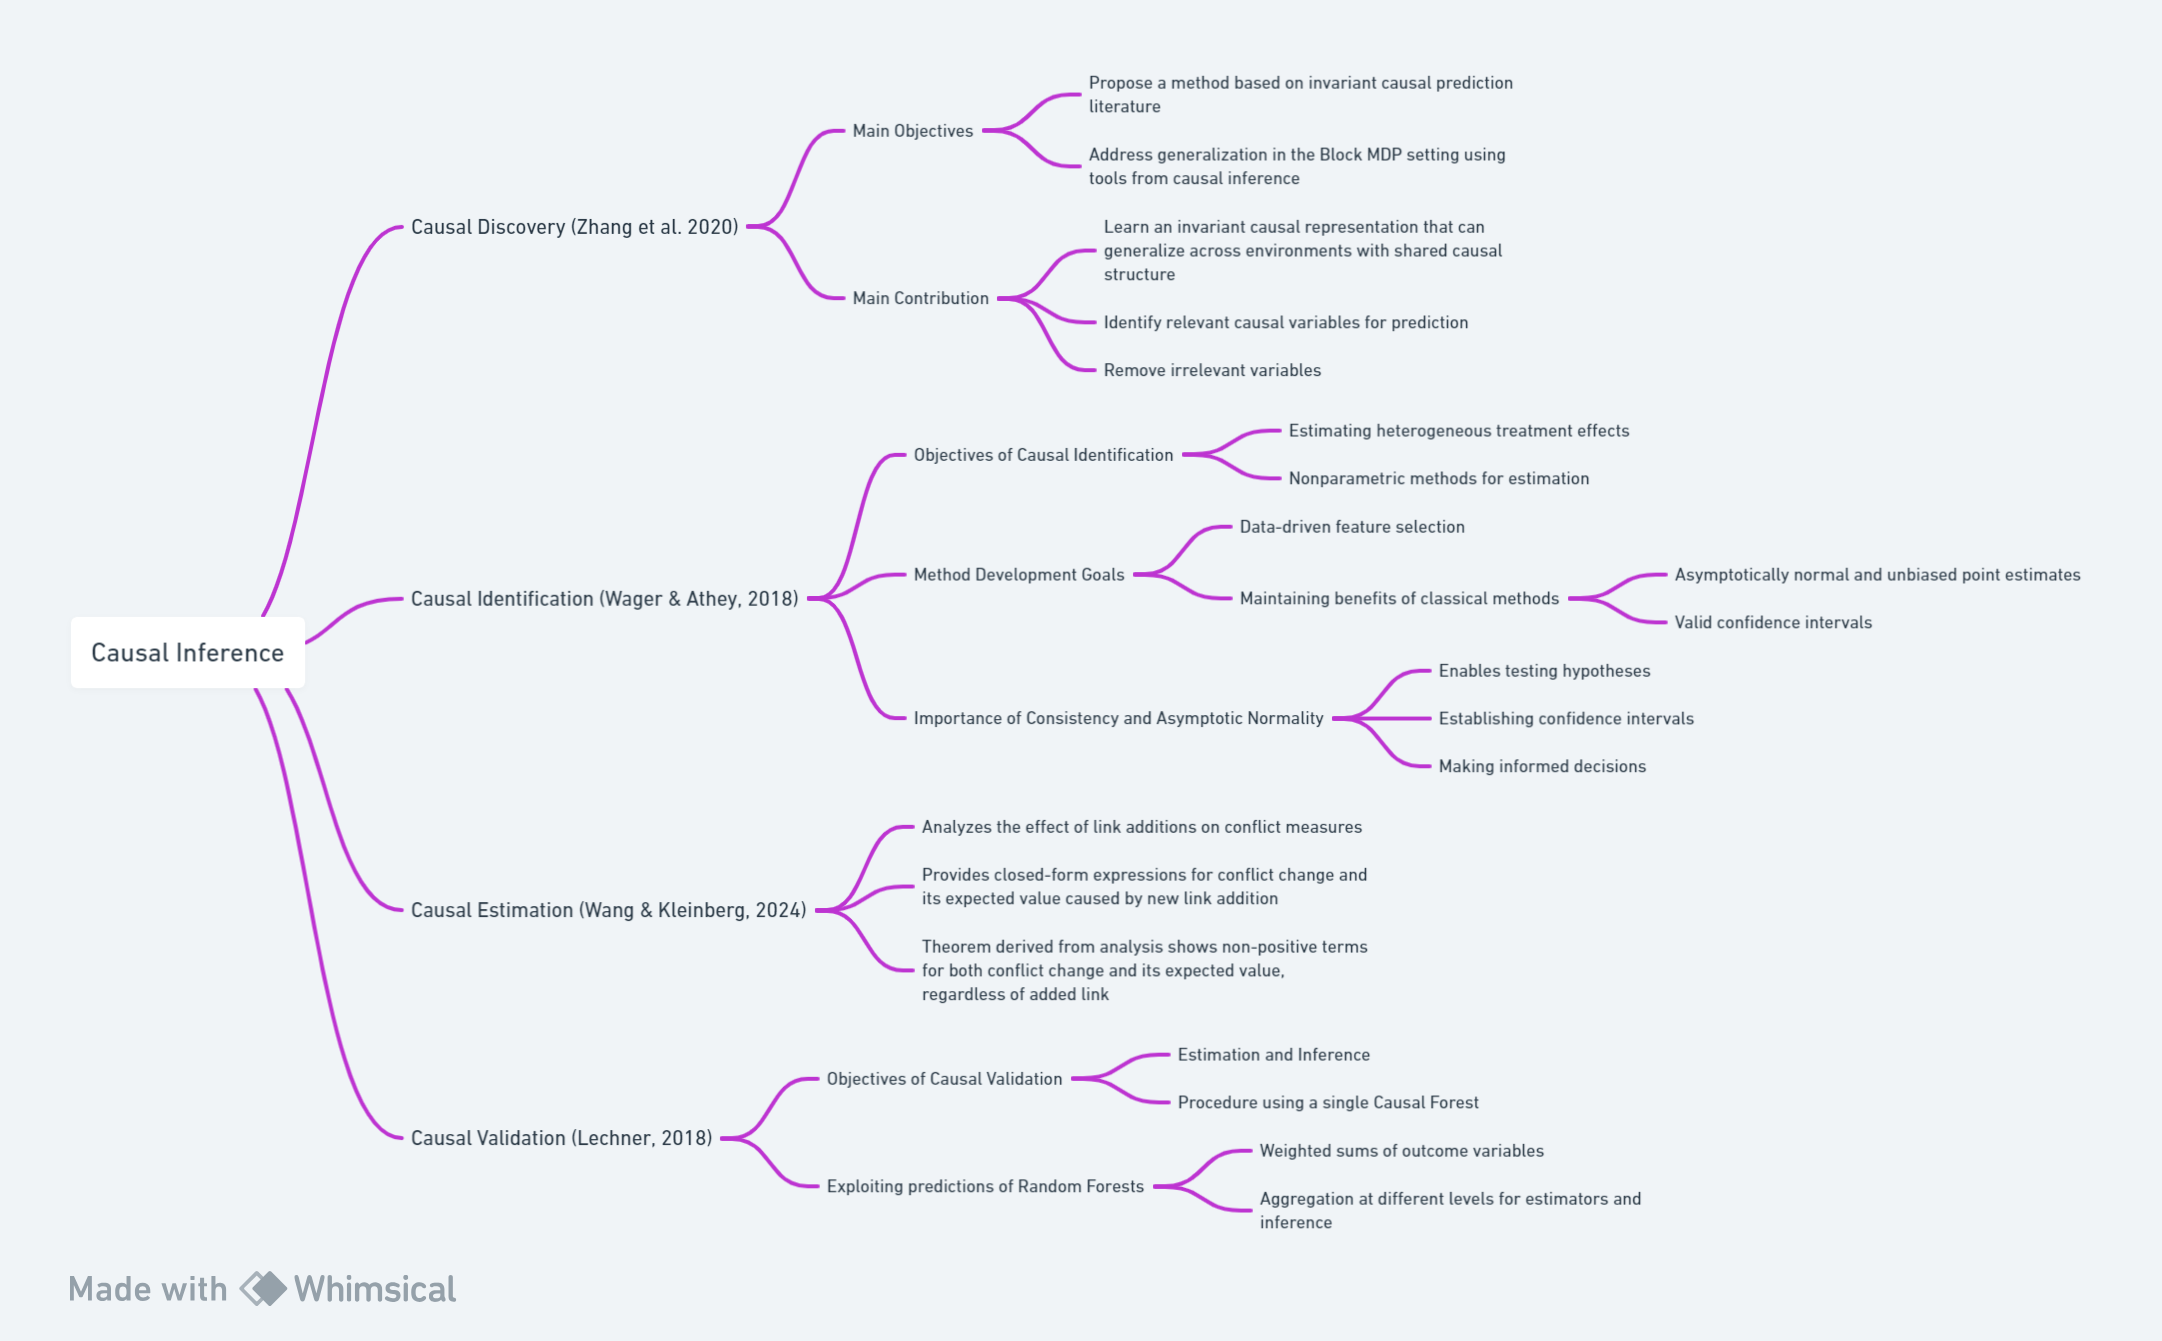 Propose a method based on invariant causal prediction
literature
Main Objectives
Address generalization in the Block MDP setting using
tools from causal inference
Causal Discovery (Zhang et al. 2020)
Learn an invariant causal representation that can
generalize across environments with shared causal
structure
Main Contribution
Identify relevant causal variables for prediction
Remove irrelevant variables
Estimating heterogeneous treatment effects
Objectives of Causal Identification
Nonparametric methods for estimation
Data-driven feature selection
Method Development Goals
Asymptotically normal and unbiased point estimates
Causal Identification (Wager & Athey, 2018)
Maintaining benefits of classical methods
Valid confidence intervals
Causal Inference
Enables testing hypotheses
Importance of Consistency and Asymptotic Normality
Establishing confidence intervals
Making informed decisions
Analyzes the effect of link additions on conflict measures
Provides closed-form expressions for conflict change and
its expected value caused by new link addition
Causal Estimation (Wang & Kleinberg, 2024)
Theorem derived from analysis shows non-positive terms
for both conflict change and its expected value,
regardless of added link
Estimation and Inference
Objectives of Causal Validation
Procedure using a single Causal Forest
Causal Validation (Lechner, 2018)
Weighted sums of outcome variables
Exploiting predictions of Random Forests
Aggregation at different levels for estimators and
inference
Made with Whimsical